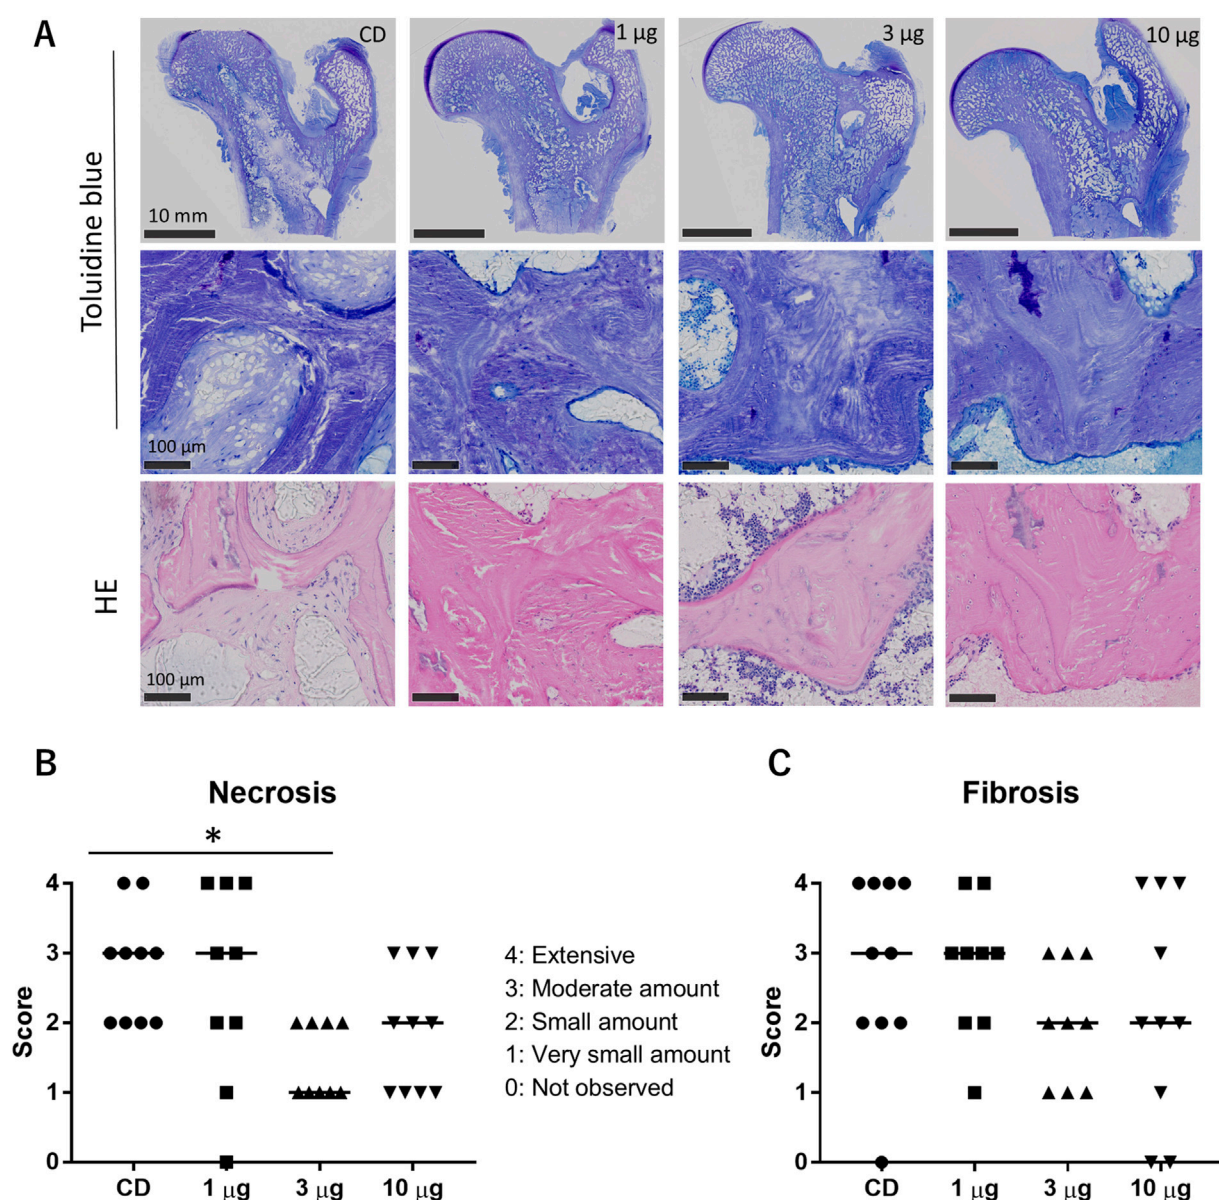 A
CD
1 μg
3 μg
10 μg
Toluidine blue
10 mm
100 μm
HE
100 μm
B
Necrosis
*
Score
4
3
2
1
0
CD
1 μg
3 μg
10 μg
4: Extensive
3: Moderate amount
2: Small amount
1: Very small amount
0: Not observed
C
Fibrosis
Score
4
3
2
1
0
CD
1 μg
3 μg
10 μg